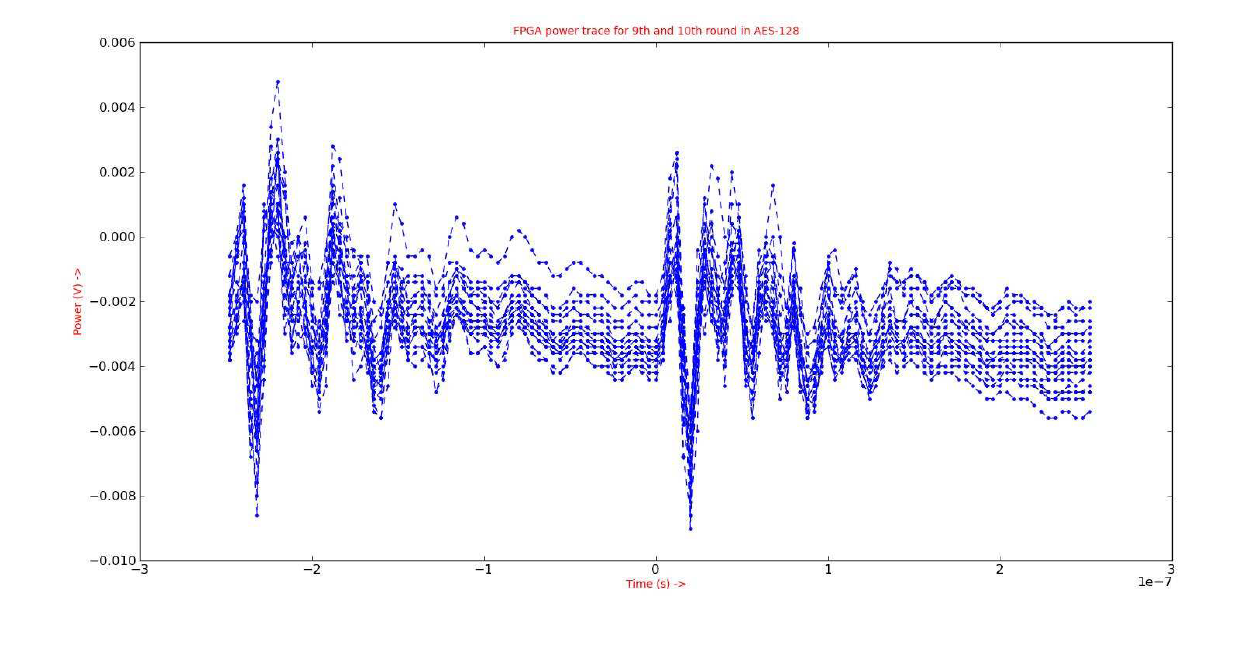 FPGA power trace for 9th and 10th round in AES-128
0.006
0.004
0.002
0.000
−0.002
−0.004
−0.006
−0.008
−0.010
Power (V) ->
−3 −2 −1 0 1 2 3
1e−7
Time (s) ->